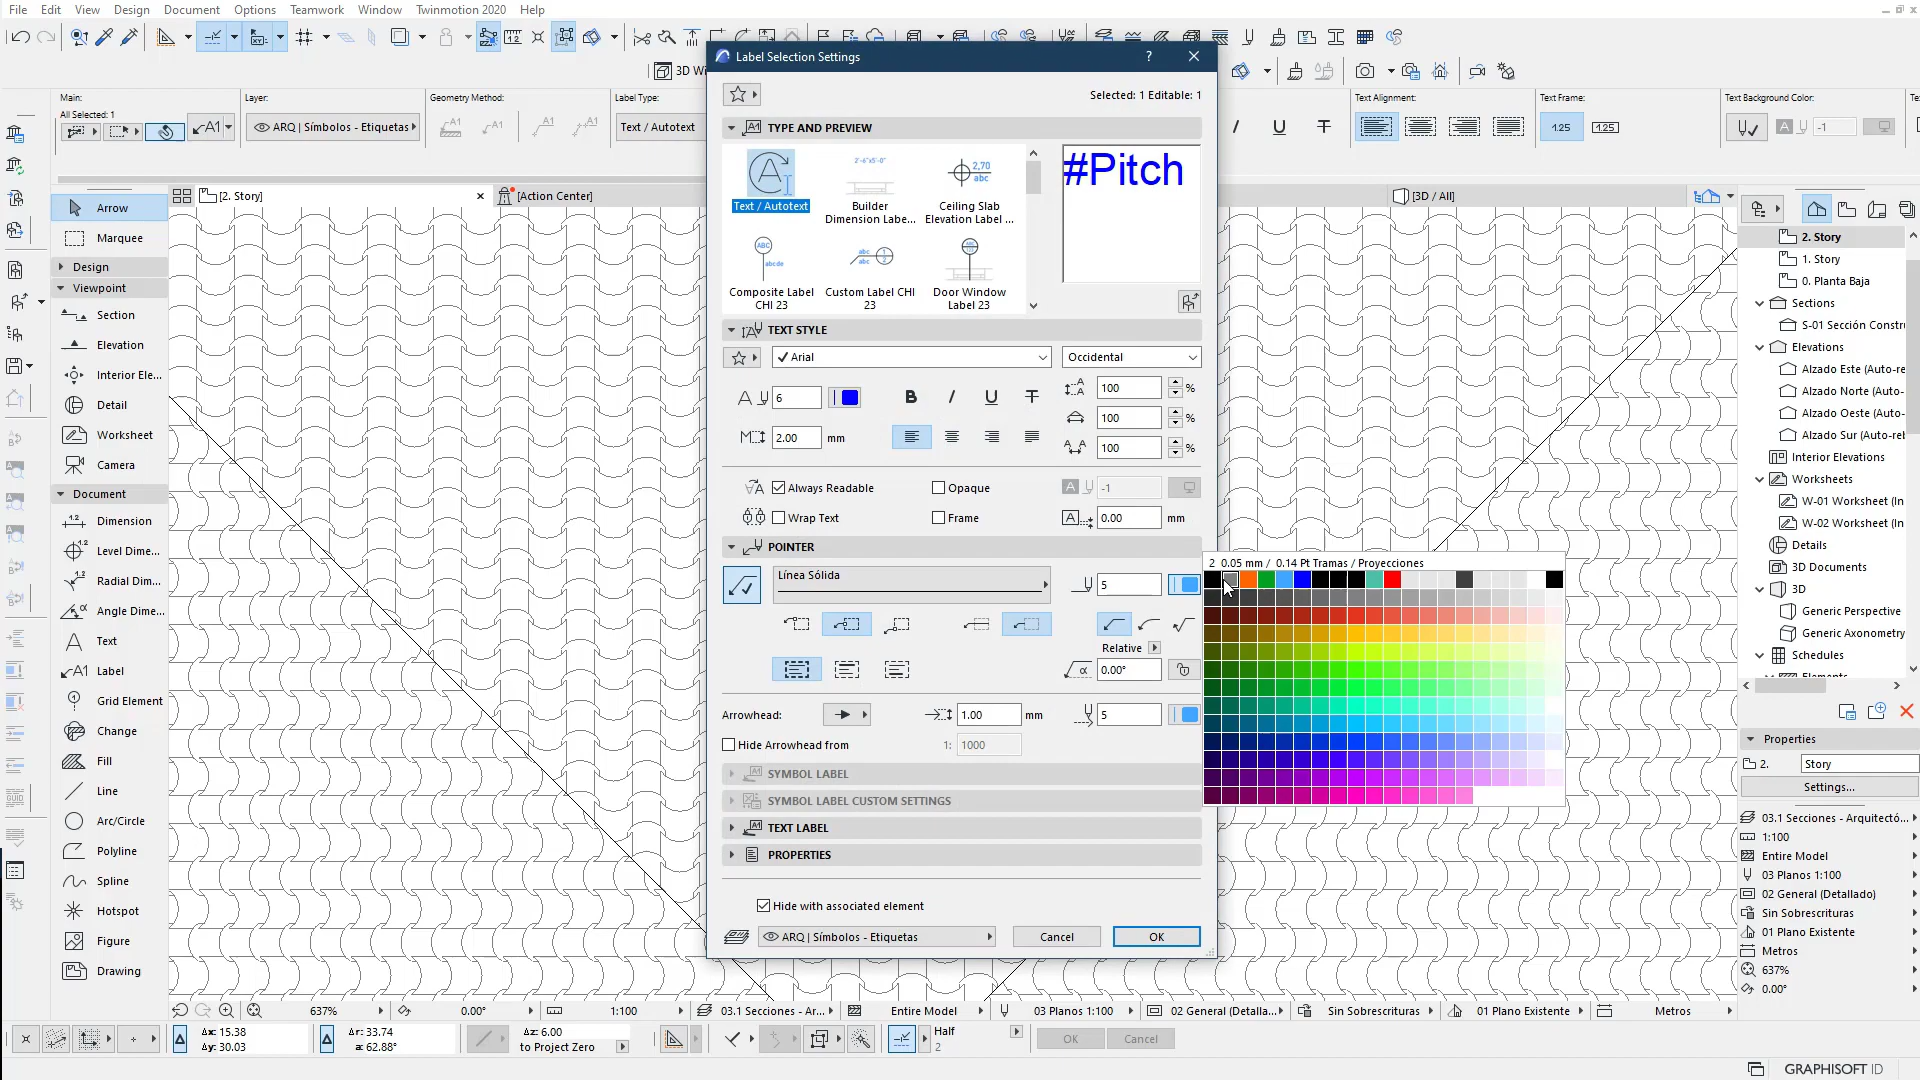 File Edit View Design Document Options Teamwork Window Twinmotion 2020 Help
Label Selection Settings ?
Main:
All Selected: 1
Layer:
ARQ | Símbolos - Etiquetas
Geometry Method:
Label Type:
Text / Autotext
Text Alignment:
Text Frame:
1.25 1.25
Text Background Color:
-1
[2. Story]
[Action Center]
[3D / All]
Arrow
Marquee
Design
Viewpoint
Section
Elevation
Interior Ele...
Detail
Worksheet
Camera
Document
Dimension
Level Dime...
Radial Dim...
Angle Dime...
Text
Label
Grid Element
Change
Fill
Line
Arc/Circle
Polyline
Spline
Hotspot
Figure
Drawing
Selected: 1 Editable: 1
TYPE AND PREVIEW
Text / Autotext
Builder Dimension Labe...
Ceiling Slab Elevation Label ...
Composite Label CHI 23
Custom Label CHI 23
Door Window Label 23
#Pitch
TEXT STYLE
Arial
Occidental
6
B I U T
100 %
100 %
100 %
2.00 mm
Always Readable
Opaque
-1
Wrap Text
Frame
0.00 mm
POINTER
Línea Sólida
5
Relative
0.00°
Arrowhead:
1.00 mm
5
Hide Arrowhead from
1: 1000
SYMBOL LABEL
SYMBOL LABEL CUSTOM SETTINGS
TEXT LABEL
PROPERTIES
Hide with associated element
ARQ | Símbolos - Etiquetas
Cancel
OK
2 0.05 mm / 0.14 Pt Tramas / Proyecciones
2. Story
1. Story
0. Planta Baja
Sections
S-01 Sección Constru
Elevations
Alzado Este (Auto-re
Alzado Norte (Auto-
Alzado Oeste (Auto-
Alzado Sur (Auto-reb
Interior Elevations
Worksheets
W-01 Worksheet (In
W-02 Worksheet (In
Details
3D Documents
3D
Generic Perspective
Generic Axonometry
Schedules
Elements
Properties
2. Story
Settings...
03.1 Secciones - Arquitectó...
1:100
Entire Model
03 Planos 1:100
02 General (Detallado)
Sin Sobrescrituras
01 Plano Existente
Metros
637%
0.00°
637% 0.00° 1:100 03.1 Secciones - Ar... Entire Model 03 Planos 1:100 02 General (Detalla... Sin Sobrescrituras 01 Plano Existente Metros
Δx: 15.38
Δy: 30.03
Δr: 33.74
a: 62.88°
Δz: 6.00
to Project Zero
Half
2
OK
Cancel
GRAPHISOFT ID